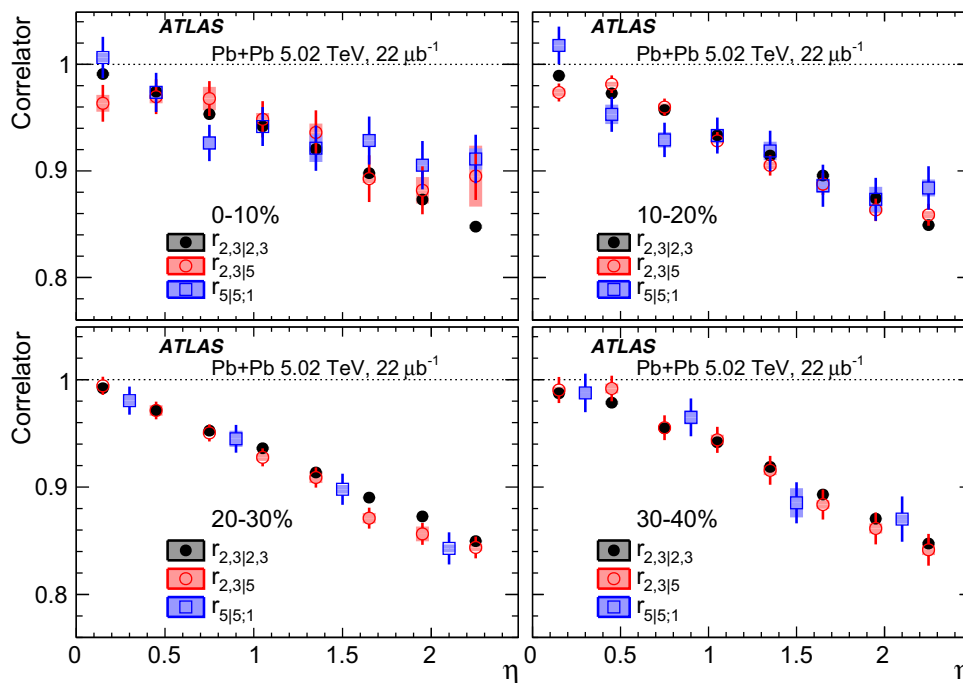 Correlator
1
0.9
0.8
ATLAS
Pb+Pb 5.02 TeV, 22 μb⁻¹
0-10%
r2,3|2,3
r2,3|5
r5|5;1
ATLAS
Pb+Pb 5.02 TeV, 22 μb⁻¹
10-20%
r2,3|2,3
r2,3|5
r5|5;1
Correlator
1
0.9
0.8
ATLAS
Pb+Pb 5.02 TeV, 22 μb⁻¹
20-30%
r2,3|2,3
r2,3|5
r5|5;1
0 0.5 1 1.5 2
η
ATLAS
Pb+Pb 5.02 TeV, 22 μb⁻¹
30-40%
r2,3|2,3
r2,3|5
r5|5;1
0.5 1 1.5 2
η